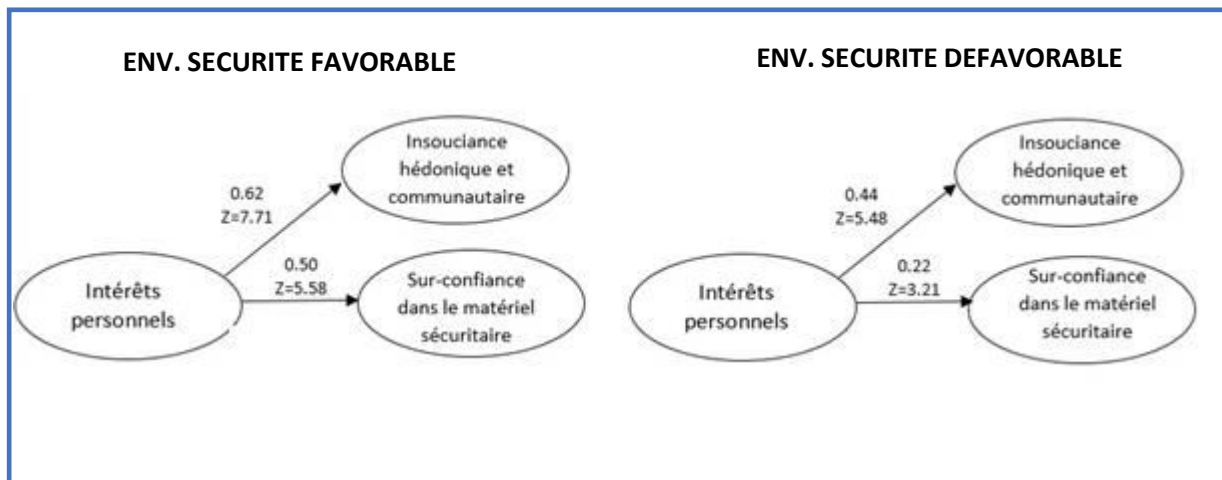 ENV. SECURITE FAVORABLE
Insouciance
hédonique et
communautaire
0.62
Z=7.71
0.50
Z=5.58
Intérêts
personnels
Sur-confiance
dans le matériel
sécuritaire
ENV. SECURITE DEFAVORABLE
Insouciance
hédonique et
communautaire
0.44
Z=5.48
0.22
Z=3.21
Intérêts
personnels
Sur-confiance
dans le matériel
sécuritaire